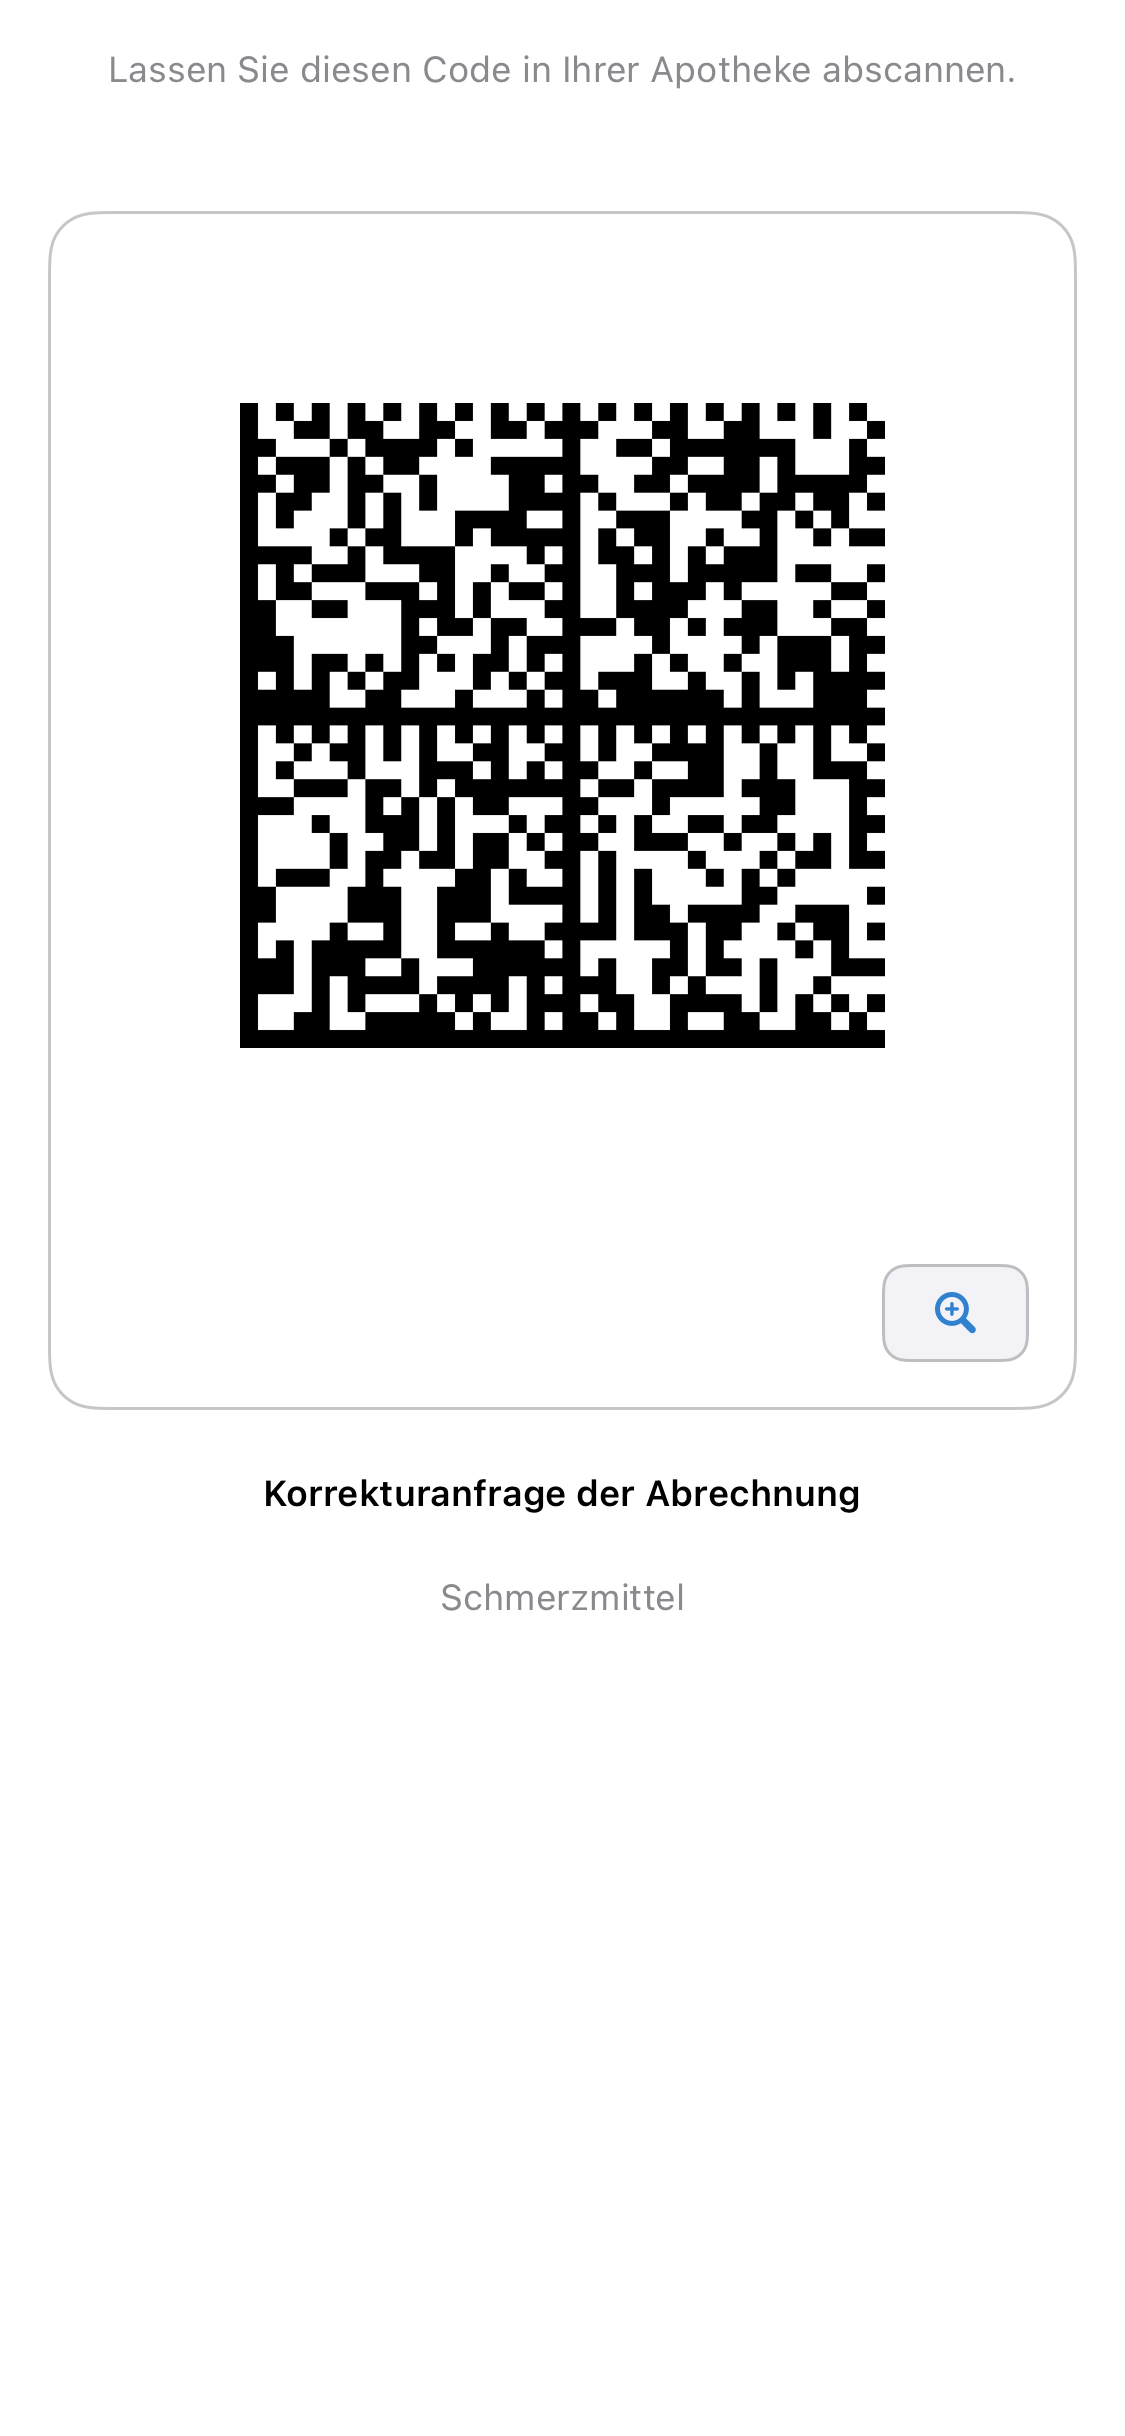 Lassen Sie diesen Code in Ihrer Apotheke abscannen.
Korrekturanfrage der Abrechnung
Schmerzmittel